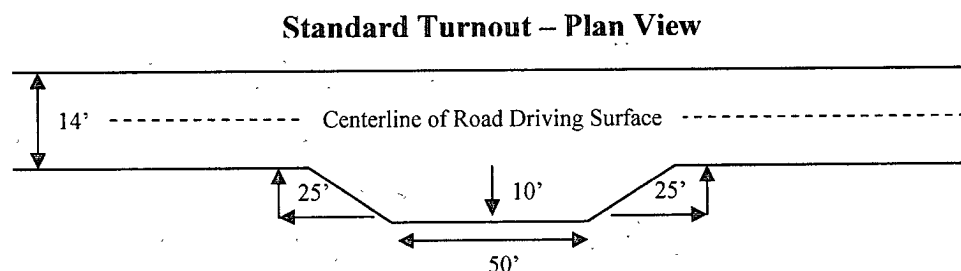 Standard Turnout – Plan View
14’
Centerline of Road Driving Surface
25’
10’
25’
50’